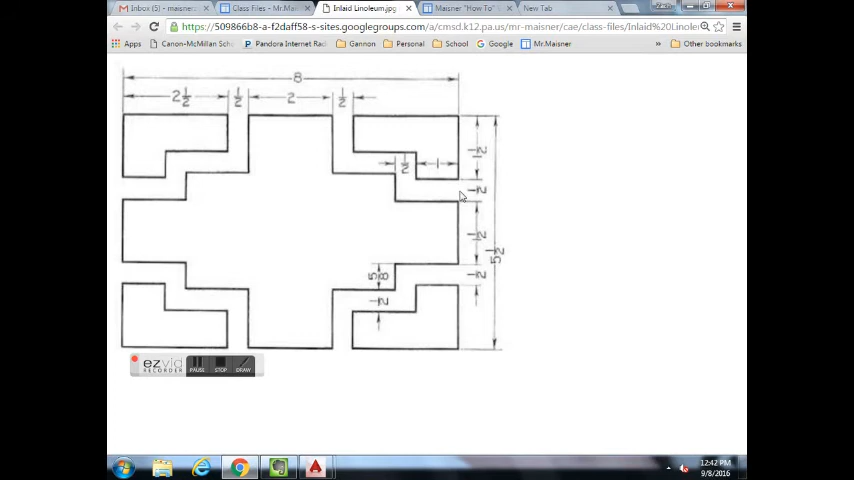 Inbox (5) - maisner
Class Files - Mr.Mai
Inlaid Linoleum.jpg
Maisner "How To"
New Tab
https://509866b8-a-f2daff58-s-sites.googlegroups.com/a/cmsd.k12.pa.us/mr-maisner/cae/class-files/Inlaid%20Linole
Apps
Canon-McMillan Sch
Pandora Internet Rad
Gannon
Personal
School
Google
Mr.Maisner
Other bookmarks
8
2 1/2
1/2
2
1/2
1/2
1
1 1/2
1/2
1 1/2
5 1/2
5/8
1/2
1/2
ezvid
RECORDER
PAUSE
STOP
DRAW
12:42 PM
9/8/2016